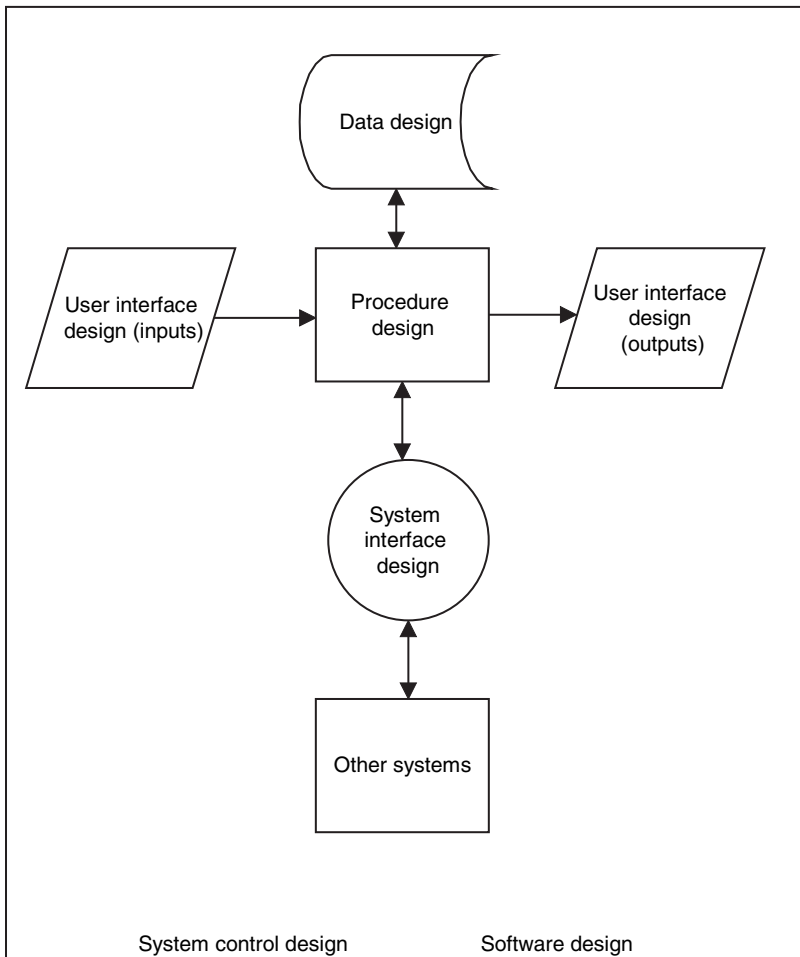 Data design
User interface
design (inputs)
Procedure
design
User interface
design
(outputs)
System
interface
design
Other systems
System control design
Software design